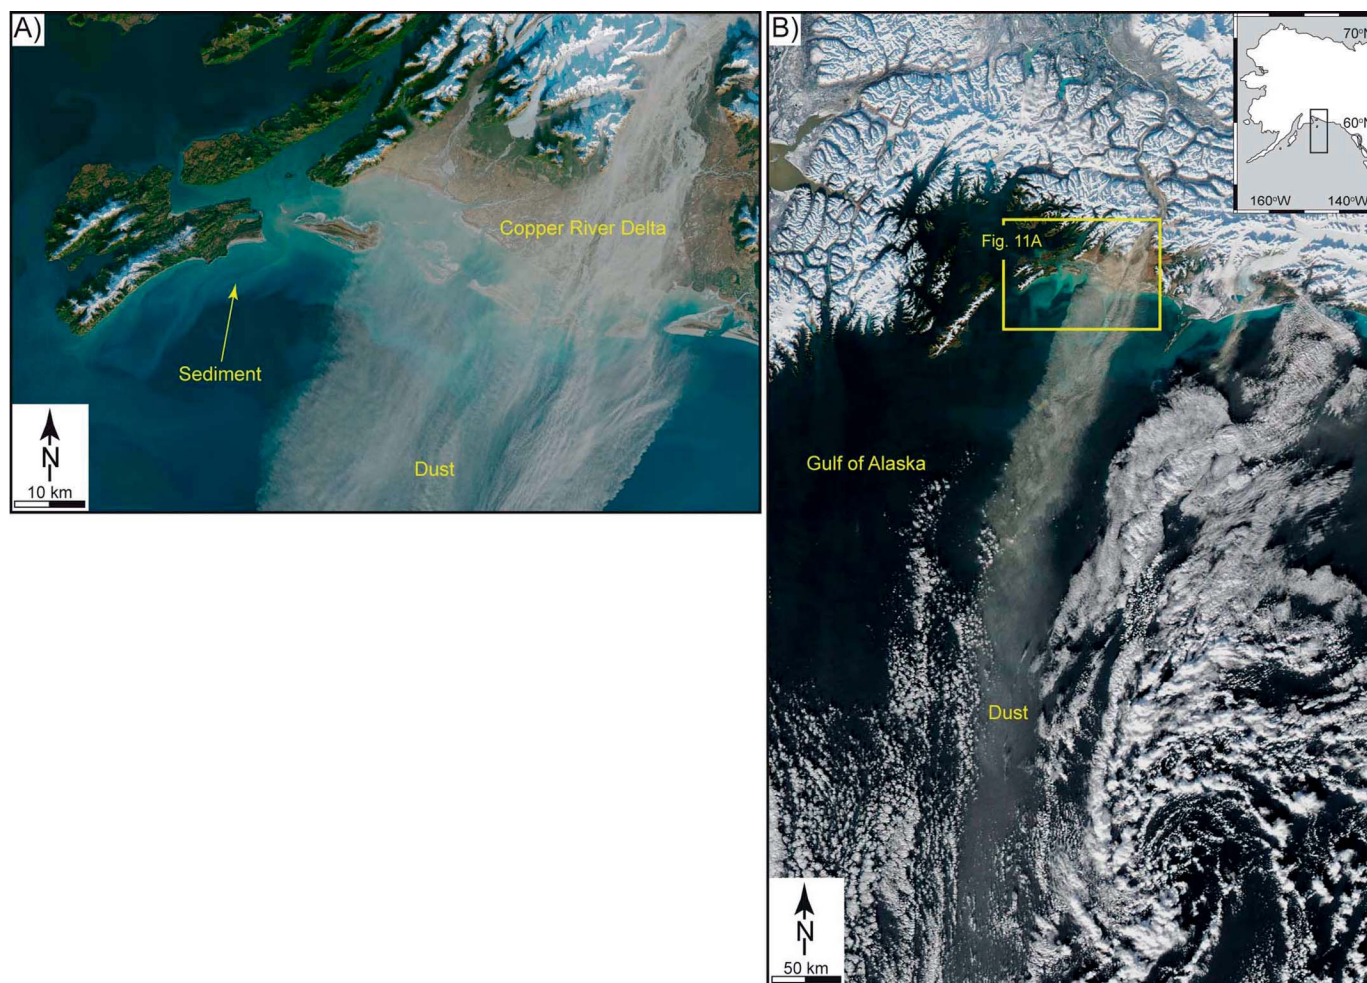 A)
Copper River Delta
Sediment
Dust
N
10 km
B)
70°N
60°N
160°W
140°W
Fig. 11A
Gulf of Alaska
Dust
N
50 km